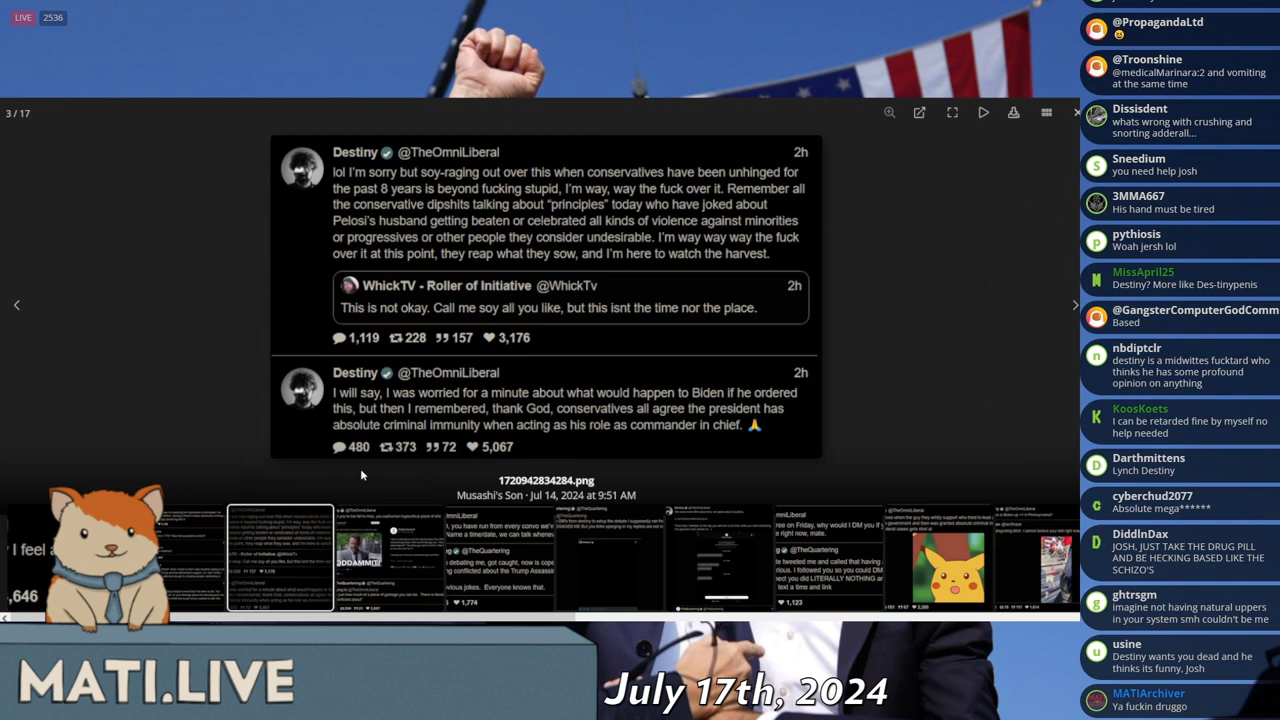 LIVE 2536
3 / 17
Destiny @TheOmniLiberal 2h
lol I'm sorry but soy-raging out over this when conservatives have been unhinged for
the past 8 years is beyond fucking stupid, I'm way, way the fuck over it. Remember all
the conservative dipshits talking about “principles” today who have joked about
Pelosi's husband getting beaten or celebrated all kinds of violence against minorities
or progressives or other people they consider undesirable. I'm way way way the fuck
over it at this point, they reap what they sow, and I'm here to watch the harvest.
WhickTV - Roller of Initiative @WhickTv 2h
This is not okay. Call me soy all you like, but this isnt the time nor the place.
1,119 228 157 3,176
Destiny @TheOmniLiberal 2h
I will say, I was worried for a minute about what would happen to Biden if he ordered
this, but then I remembered, thank God, conservatives all agree the president has
absolute criminal immunity when acting as his role as commander in chief. 🙏
480 373 72 5,067
1720942834284.png
Musashi's Son · Jul 14, 2024 at 9:51 AM
I feel a
,646
DDDAMMIT
@TheQuartering
1,774
@TheQuartering
1,123
MATI.LIVE
July 17th, 2024
@PropagandaLtd
@Troonshine
@medicalMarinara:2 and vomiting
at the same time
Dissisdent
whats wrong with crushing and
snorting adderall...
Sneedium
you need help josh
3MMA667
His hand must be tired
pythiosis
Woah jersh lol
MissApril25
Destiny? More like Des-tinypenis
@GangsterComputerGodComm
Based
nbdiptclr
destiny is a midwittes fucktard who
thinks he has some profound
opinion on anything
KoosKoets
I can be retarded fine by myself no
help needed
Darthmittens
Lynch Destiny
cyberchud2077
Ultimate mega******
DiddinDax
JOSH JUST TAKE THE DRUG PILL
AND BE HECKING BASED LIKE THE
SCHIZO'S
ghtrsgm
imagine not having natural uppers
in your system smh couldn't be me
usine
Destiny wants you dead and he
thinks its funny, Josh
MATIArchiver
Ya fuckin druggo